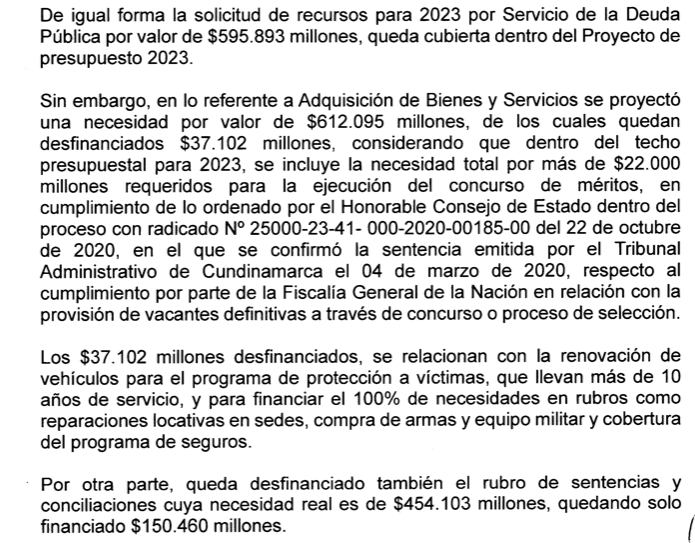 De igual forma la solicitud de recursos para 2023 por Servicio de la Deuda
Pública por valor de $595.893 millones, queda cubierta dentro del Proyecto de
presupuesto 2023.
Sin embargo, en lo referente a Adquisición de Bienes y Servicios se proyectó
una necesidad por valor de $612.095 millones, de los cuales quedan
desfinanciados $37.102 millones, considerando que dentro del techo
presupuestal para 2023, se incluye la necesidad total por más de $22.000
millones requeridos para la ejecución del concurso de méritos, en
cumplimiento de lo ordenado por el Honorable Consejo de Estado dentro del
proceso con radicado Nº 25000-23-41- 000-2020-00185-00 del 22 de octubre
de 2020, en el que se confirmó la sentencia emitida por el Tribunal
Administrativo de Cundinamarca el 04 de marzo de 2020, respecto al
cumplimiento por parte de la Fiscalía General de la Nación en relación con la
provisión de vacantes definitivas a través de concurso o proceso de selección.
Los $37.102 millones desfinanciados, se relacionan con la renovación de
vehículos para el programa de protección a víctimas, que llevan más de 10
años de servicio, y para financiar el 100% de necesidades en rubros como
reparaciones locativas en sedes, compra de armas y equipo militar y cobertura
del programa de seguros.
Por otra parte, queda desfinanciado también el rubro de sentencias y
conciliaciones cuya necesidad real es de $454.103 millones, quedando solo
financiado $150.460 millones.